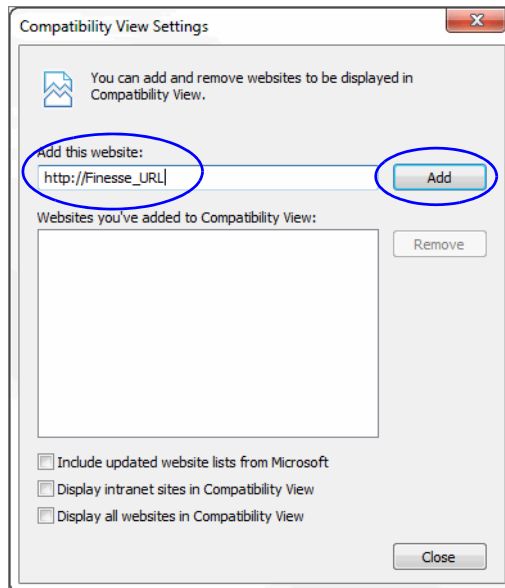 Compatibility View Settings
x
You can add and remove websites to be displayed in
Compatibility View.
Add this website:
http://Finesse_URL
Add
Websites you've added to Compatibility View:
Remove
Include updated website lists from Microsoft
Display intranet sites in Compatibility View
Display all websites in Compatibility View
Close